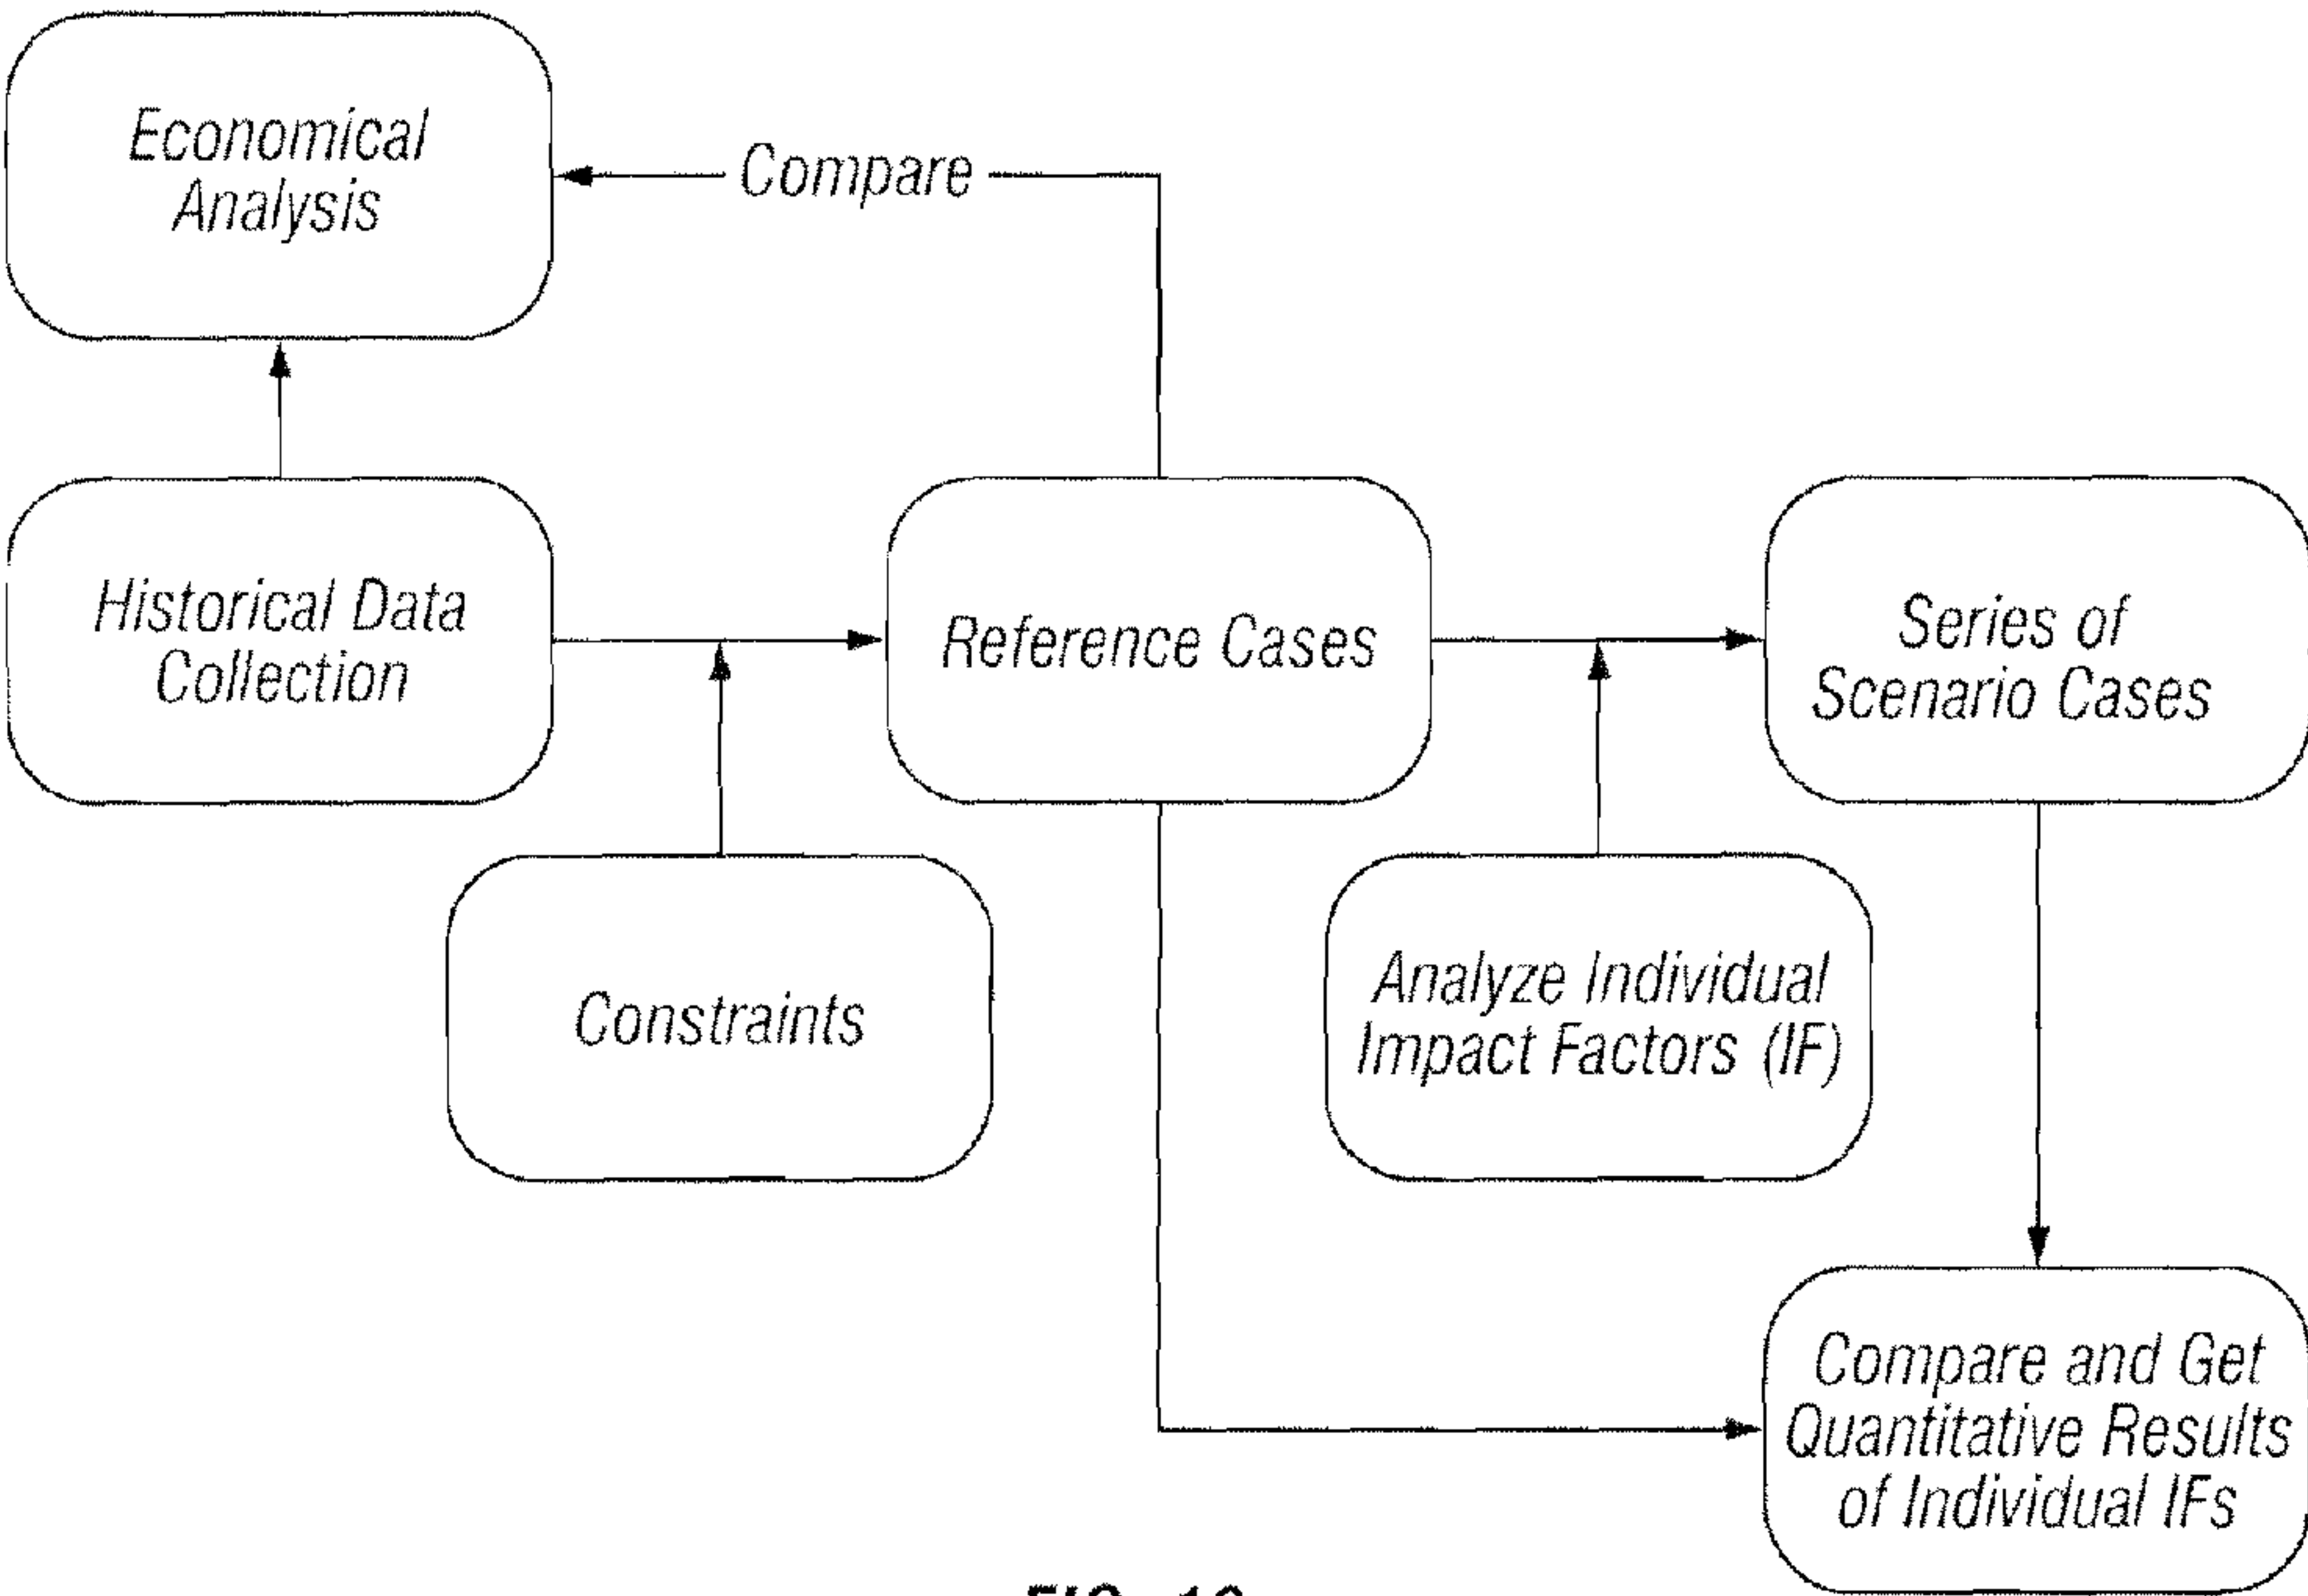 Economical
Analysis
Compare
Historical Data
Collection
Reference Cases
Series of
Scenario Cases
Constraints
Analyze Individual
Impact Factors (IF)
Compare and Get
Quantitative Results
of Individual IFs